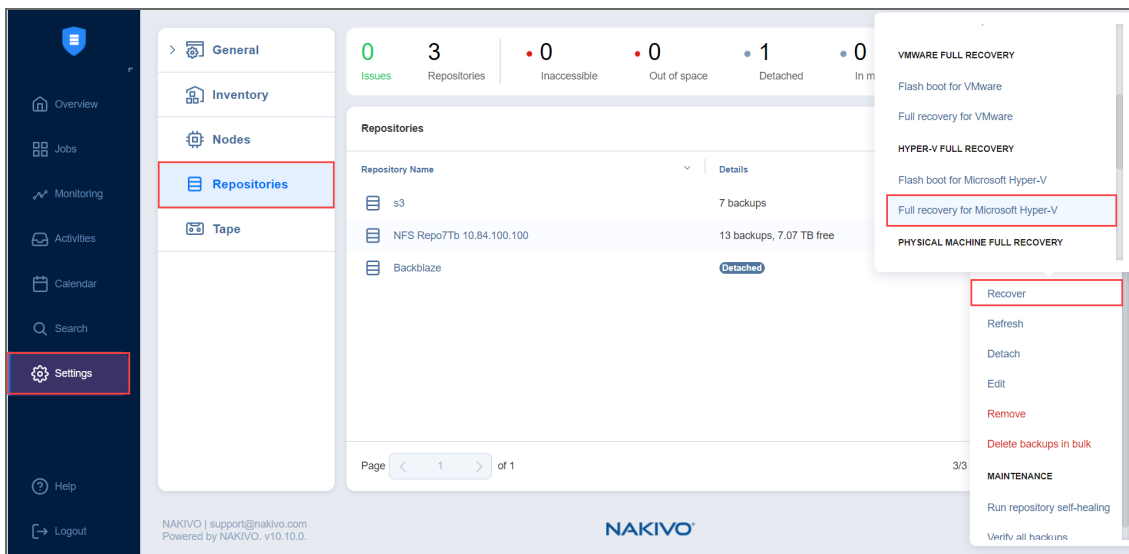 Overview
Jobs
Monitoring
Activities
Calendar
Search
Settings
Help
Logout
General
Inventory
Nodes
Repositories
Tape
0
Issues
3
Repositories
0
Inaccessible
0
Out of space
1
Detached
0
In m
Repositories
Repository Name
Details
s3
7 backups
NFS Repo7Tb 10.84.100.100
13 backups, 7.07 TB free
Backblaze
Detached
Page 1 of 1
3/3
VMWARE FULL RECOVERY
Flash boot for VMware
Full recovery for VMware
HYPER-V FULL RECOVERY
Flash boot for Microsoft Hyper-V
Full recovery for Microsoft Hyper-V
PHYSICAL MACHINE FULL RECOVERY
Recover
Refresh
Detach
Edit
Remove
Delete backups in bulk
MAINTENANCE
Run repository self-healing
Verify all backups
NAKIVO | support@nakivo.com
Powered by NAKIVO. v10.10.0.
NAKIVO